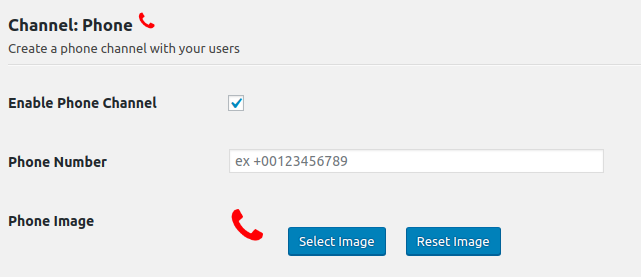 Channel: Phone
Create a phone channel with your users
Enable Phone Channel
Phone Number
ex +00123456789
Phone Image
Select Image
Reset Image